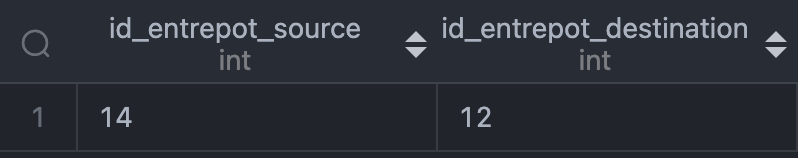 id_entrepot_source id_entrepot_destination
int int
1 14 12